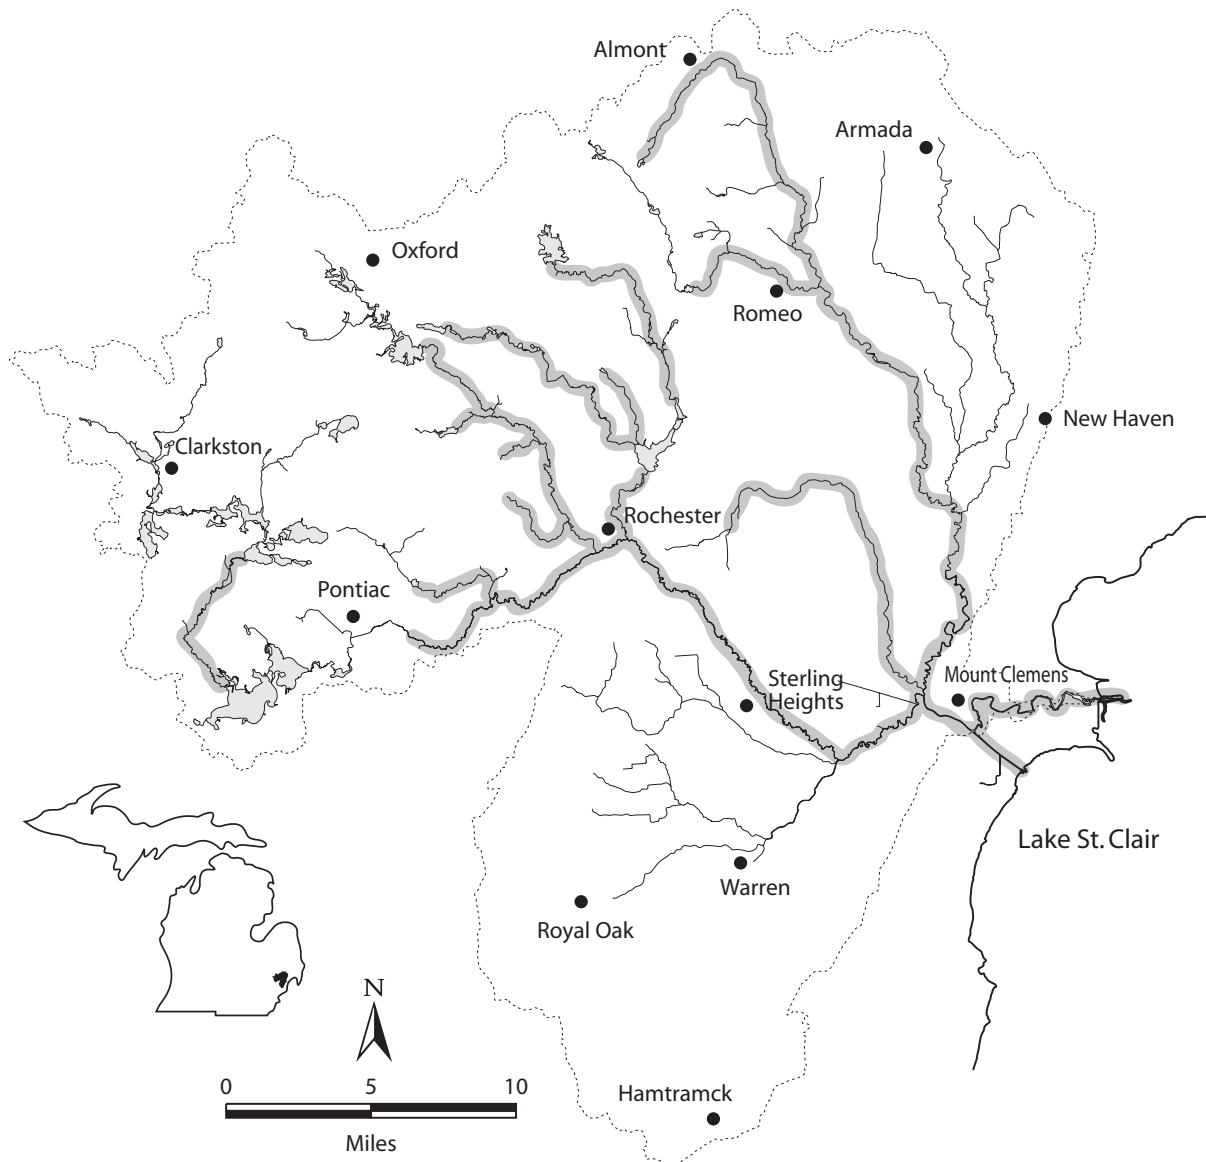 Almont
Armada
Oxford
Romeo
New Haven
Clarkston
Rochester
Pontiac
Sterling
Heights
Mount Clemens
Lake St. Clair
Warren
Royal Oak
N
0 5 10
Miles
Hamtramck